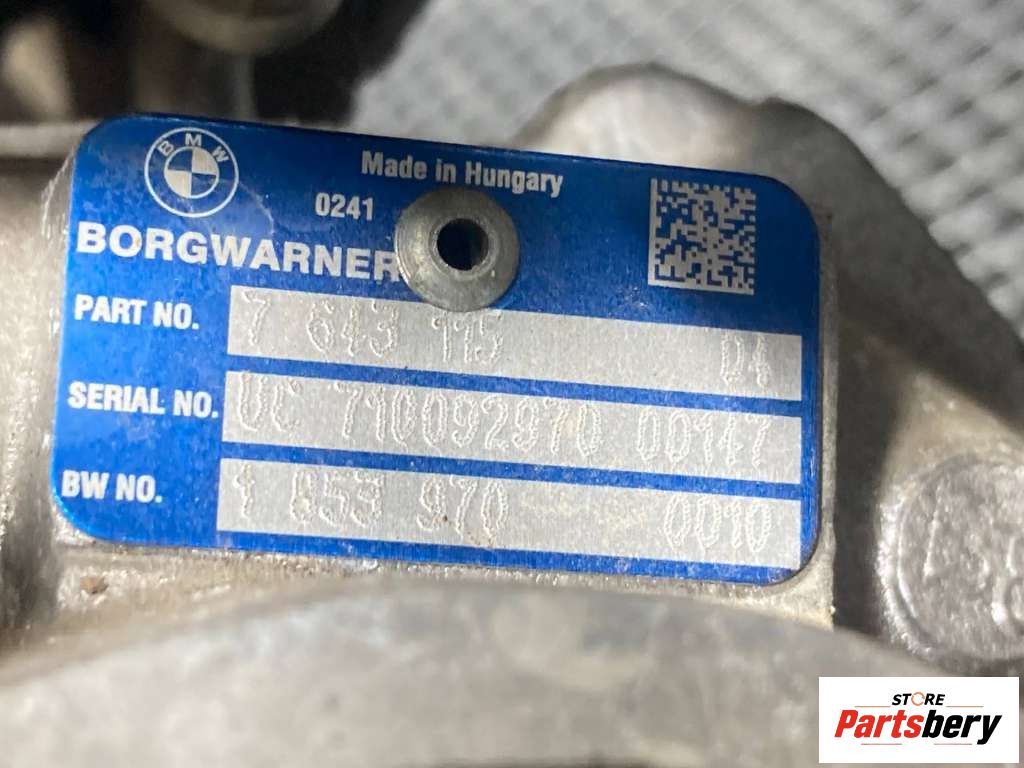 BMW
Made in Hungary
0241
BORGWARNER
PART NO. 7 643 115 04
SERIAL NO. UC 710092970 00147
BW NO. 1 853 970 0010
STORE
Partsbery